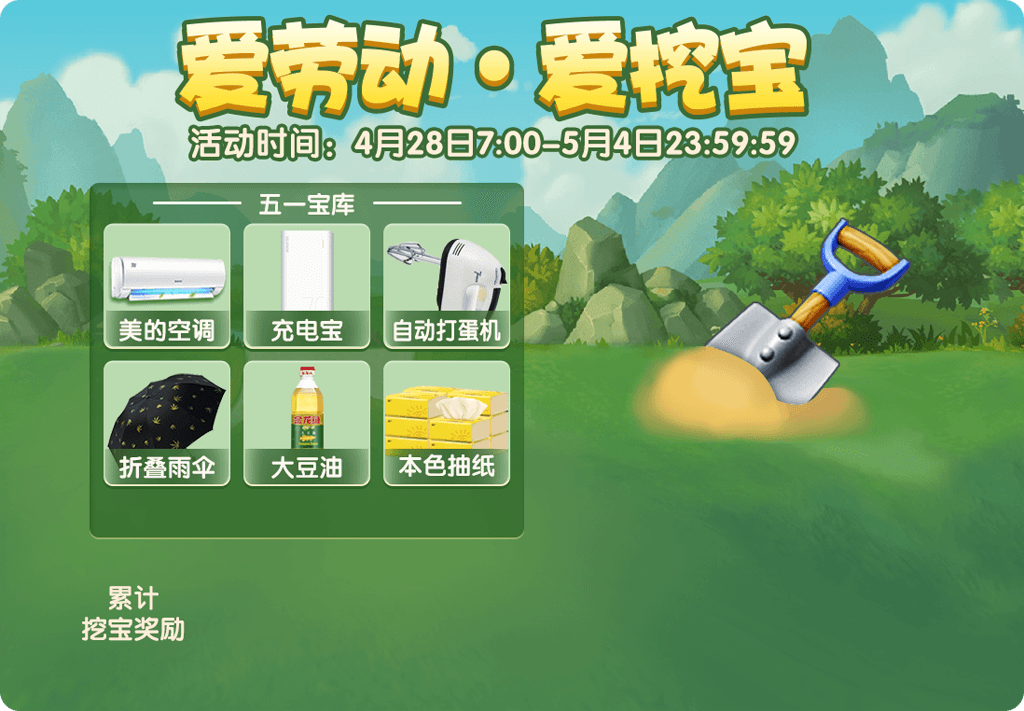 爱劳动·爱挖宝
活动时间：4月28日7:00-5月4日23:59:59
五一宝库
美的空调
充电宝
自动打蛋机
折叠雨伞
大豆油
本色抽纸
累计
挖宝奖励